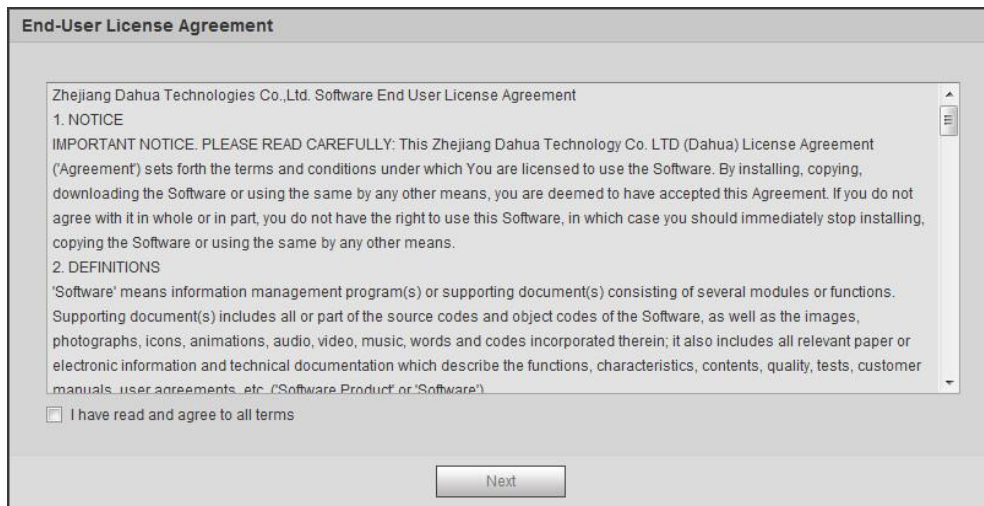 End-User License Agreement
Zhejiang Dahua Technologies Co.,Ltd. Software End User License Agreement
1. NOTICE
IMPORTANT NOTICE. PLEASE READ CAREFULLY: This Zhejiang Dahua Technology Co. LTD (Dahua) License Agreement
('Agreement') sets forth the terms and conditions under which You are licensed to use the Software. By installing, copying,
downloading the Software or using the same by any other means, you are deemed to have accepted this Agreement. If you do not
agree with it in whole or in part, you do not have the right to use this Software, in which case you should immediately stop installing,
copying the Software or using the same by any other means.
2. DEFINITIONS
'Software' means information management program(s) or supporting document(s) consisting of several modules or functions.
Supporting document(s) includes all or part of the source codes and object codes of the Software, as well as the images,
photographs, icons, animations, audio, video, music, words and codes incorporated therein; it also includes all relevant paper or
electronic information and technical documentation which describe the functions, characteristics, contents, quality, tests, customer
manuals, user agreements, etc. ('Software Product' or 'Software')
I have read and agree to all terms
Next